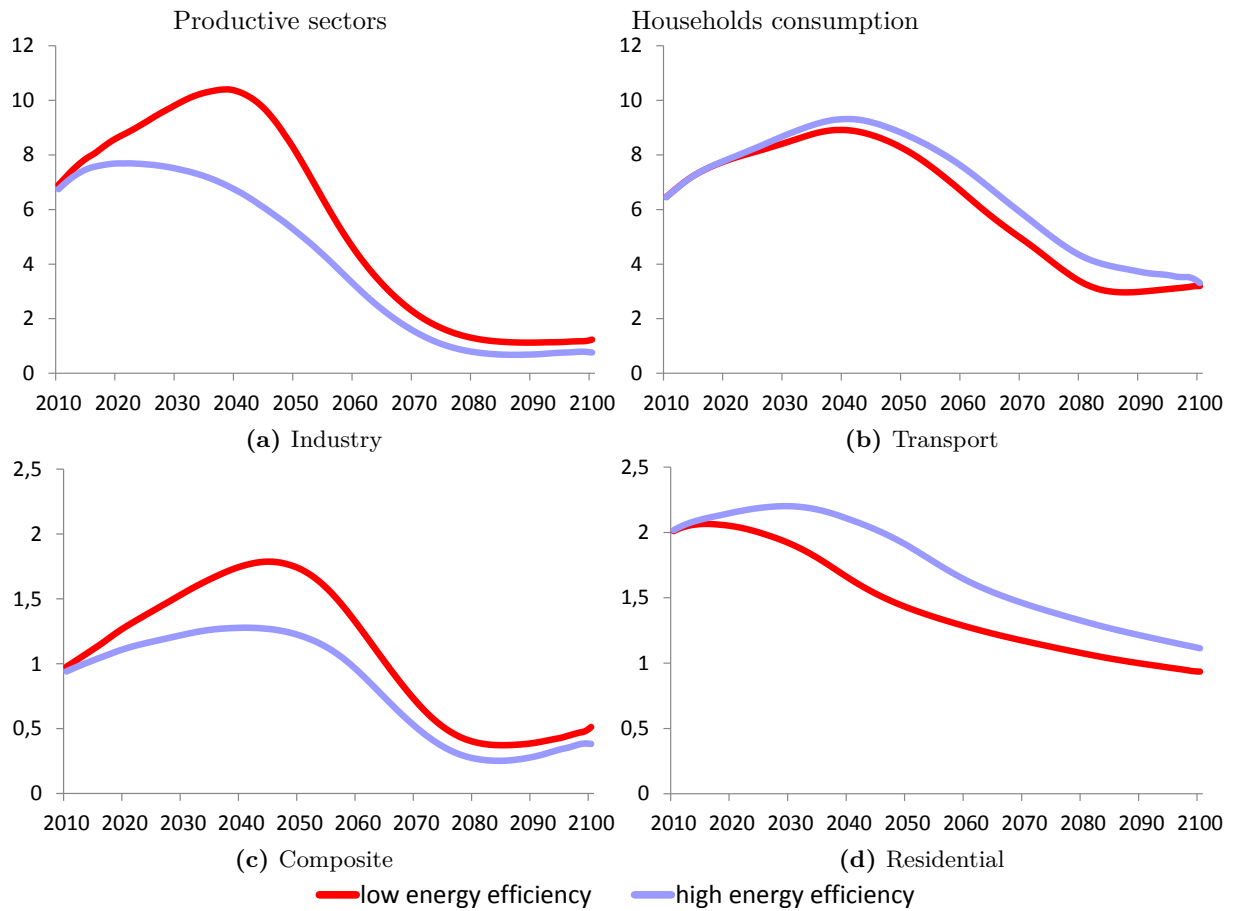 Productive sectors
Households consumption
12
10
8
6
4
2
0
2010 2020 2030 2040 2050 2060 2070 2080 2090 2100
(a) Industry
12
10
8
6
4
2
0
2010 2020 2030 2040 2050 2060 2070 2080 2090 2100
(b) Transport
2,5
2
1,5
1
0,5
0
2010 2020 2030 2040 2050 2060 2070 2080 2090 2100
(c) Composite
2,5
2
1,5
1
0,5
0
2010 2020 2030 2040 2050 2060 2070 2080 2090 2100
(d) Residential
low energy efficiency
high energy efficiency